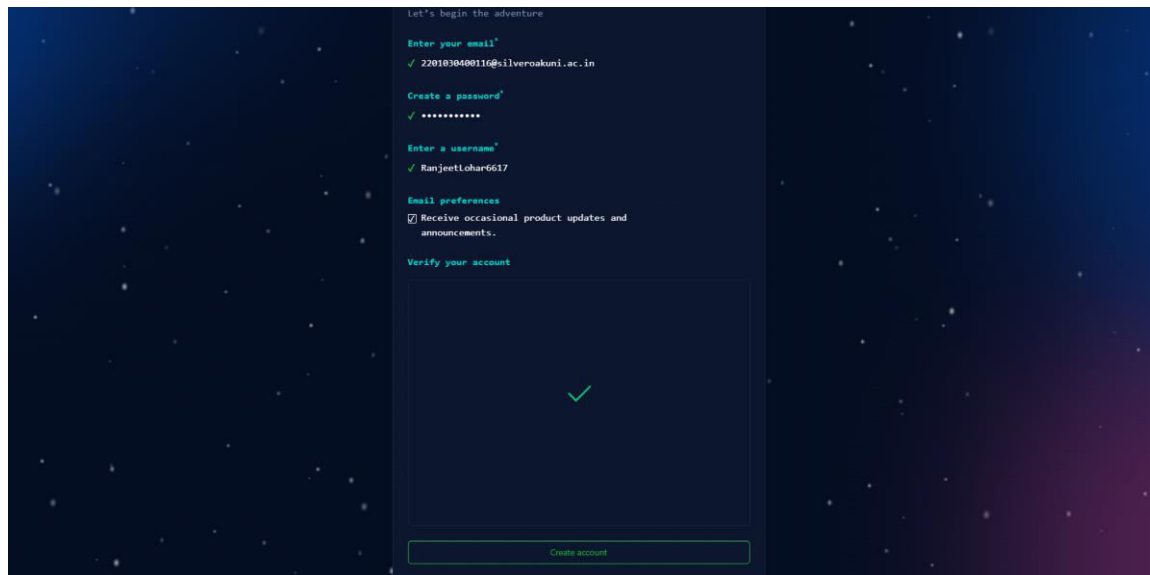 Let's begin the adventure
Enter your email*
✓ 2201030400116@silveroakuni.ac.in
Create a password*
✓ •••••••••••
Enter a username*
✓ RanjeetLohar6617
Email preferences
☑ Receive occasional product updates and
announcements.
Verify your account
Create account